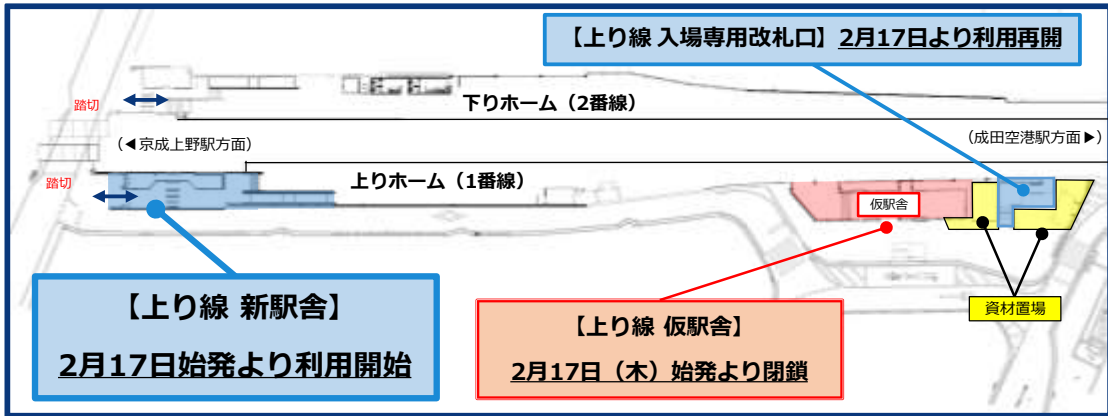 【上り線 入場専用改札口】2月17日より利用再開
踏切
下りホーム（2番線）
（◀京成上野駅方面）
（成田空港駅方面▶）
踏切
上りホーム（1番線）
仮駅舎
【上り線 新駅舎】
2月17日始発より利用開始
【上り線 仮駅舎】
2月17日（木）始発より閉鎖
資材置場